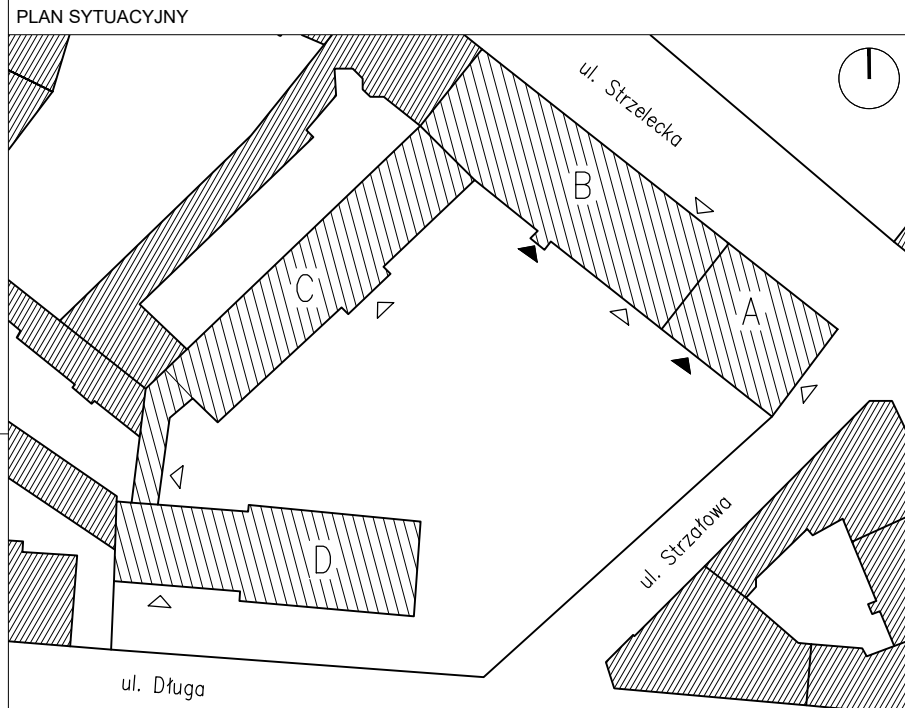 PLAN SYTUACYJNY
ul. Strzelecka
B
C
A
ul. Strzałowa
D
ul. Długa